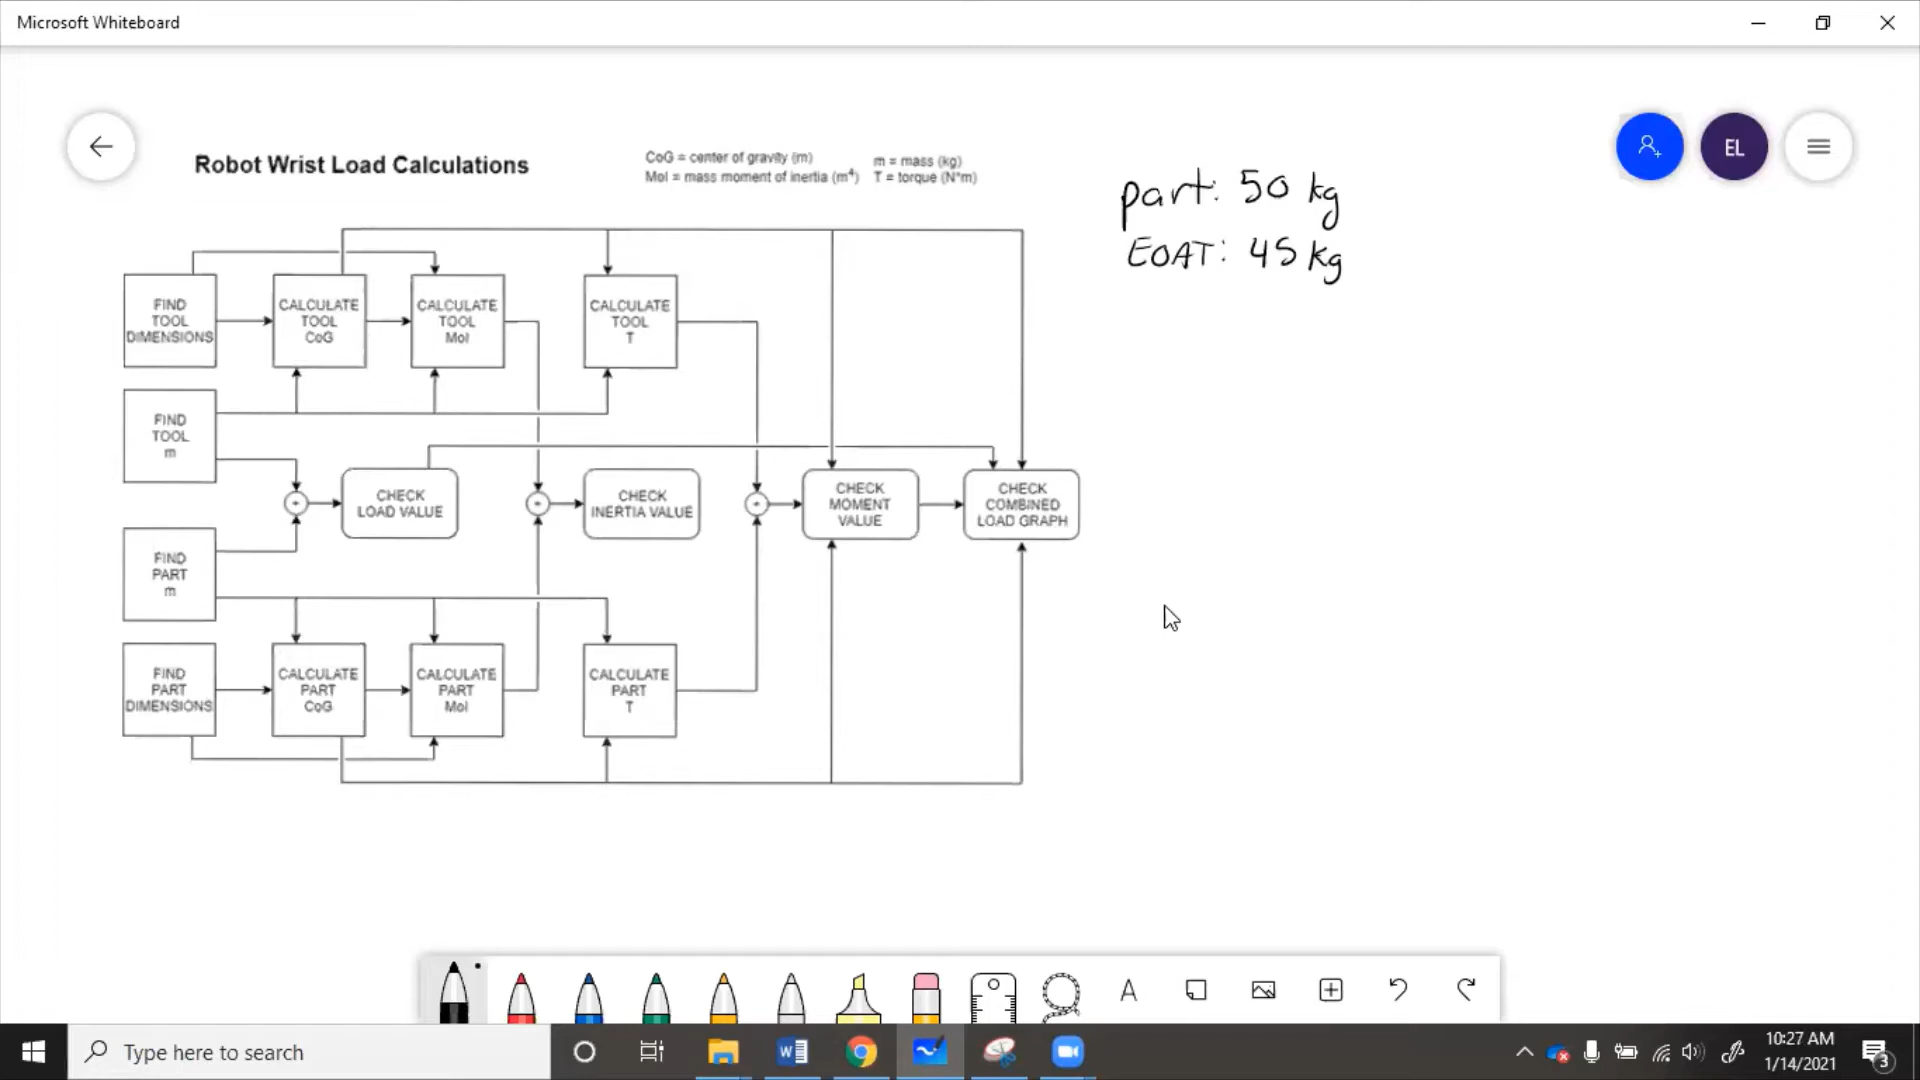 Microsoft Whiteboard
Robot Wrist Load Calculations
CoG = center of gravity (m)
MoI = mass moment of inertia (m⁴)
m = mass (kg)
T = torque (N*m)
part: 50 kg
EOAT: 45 kg
EL
FIND
TOOL
DIMENSIONS
CALCULATE
TOOL
CoG
CALCULATE
TOOL
MoI
CALCULATE
TOOL
T
FIND
TOOL
m
CHECK
LOAD VALUE
CHECK
INERTIA VALUE
CHECK
MOMENT
VALUE
CHECK
COMBINED
LOAD GRAPH
FIND
PART
m
FIND
PART
DIMENSIONS
CALCULATE
PART
CoG
CALCULATE
PART
MoI
CALCULATE
PART
T
Type here to search
10:27 AM
1/14/2021
3